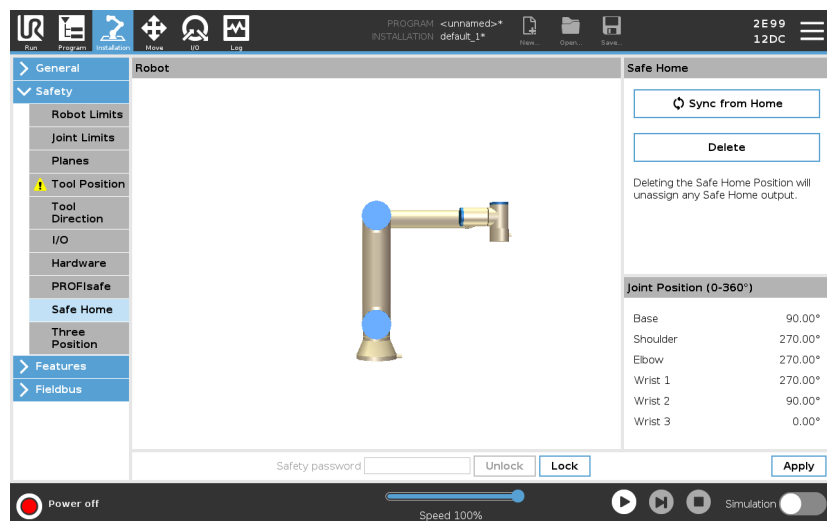 PROGRAM <unnamed>*
INSTALLATION default_1*
2E99
12DC
Run Program Installation Move I/O Log New... Open... Save...
General
Safety
Robot Limits
Joint Limits
Planes
Tool Position
Tool
Direction
I/O
Hardware
PROFIsafe
Safe Home
Three
Position
Features
Fieldbus
Robot
Safe Home
Sync from Home
Delete
Deleting the Safe Home Position will
unassign any Safe Home output.
Joint Position (0-360°)
Base 90.00°
Shoulder 270.00°
Elbow 270.00°
Wrist 1 270.00°
Wrist 2 90.00°
Wrist 3 0.00°
Safety password Unlock Lock Apply
Power off
Speed 100%
Simulation